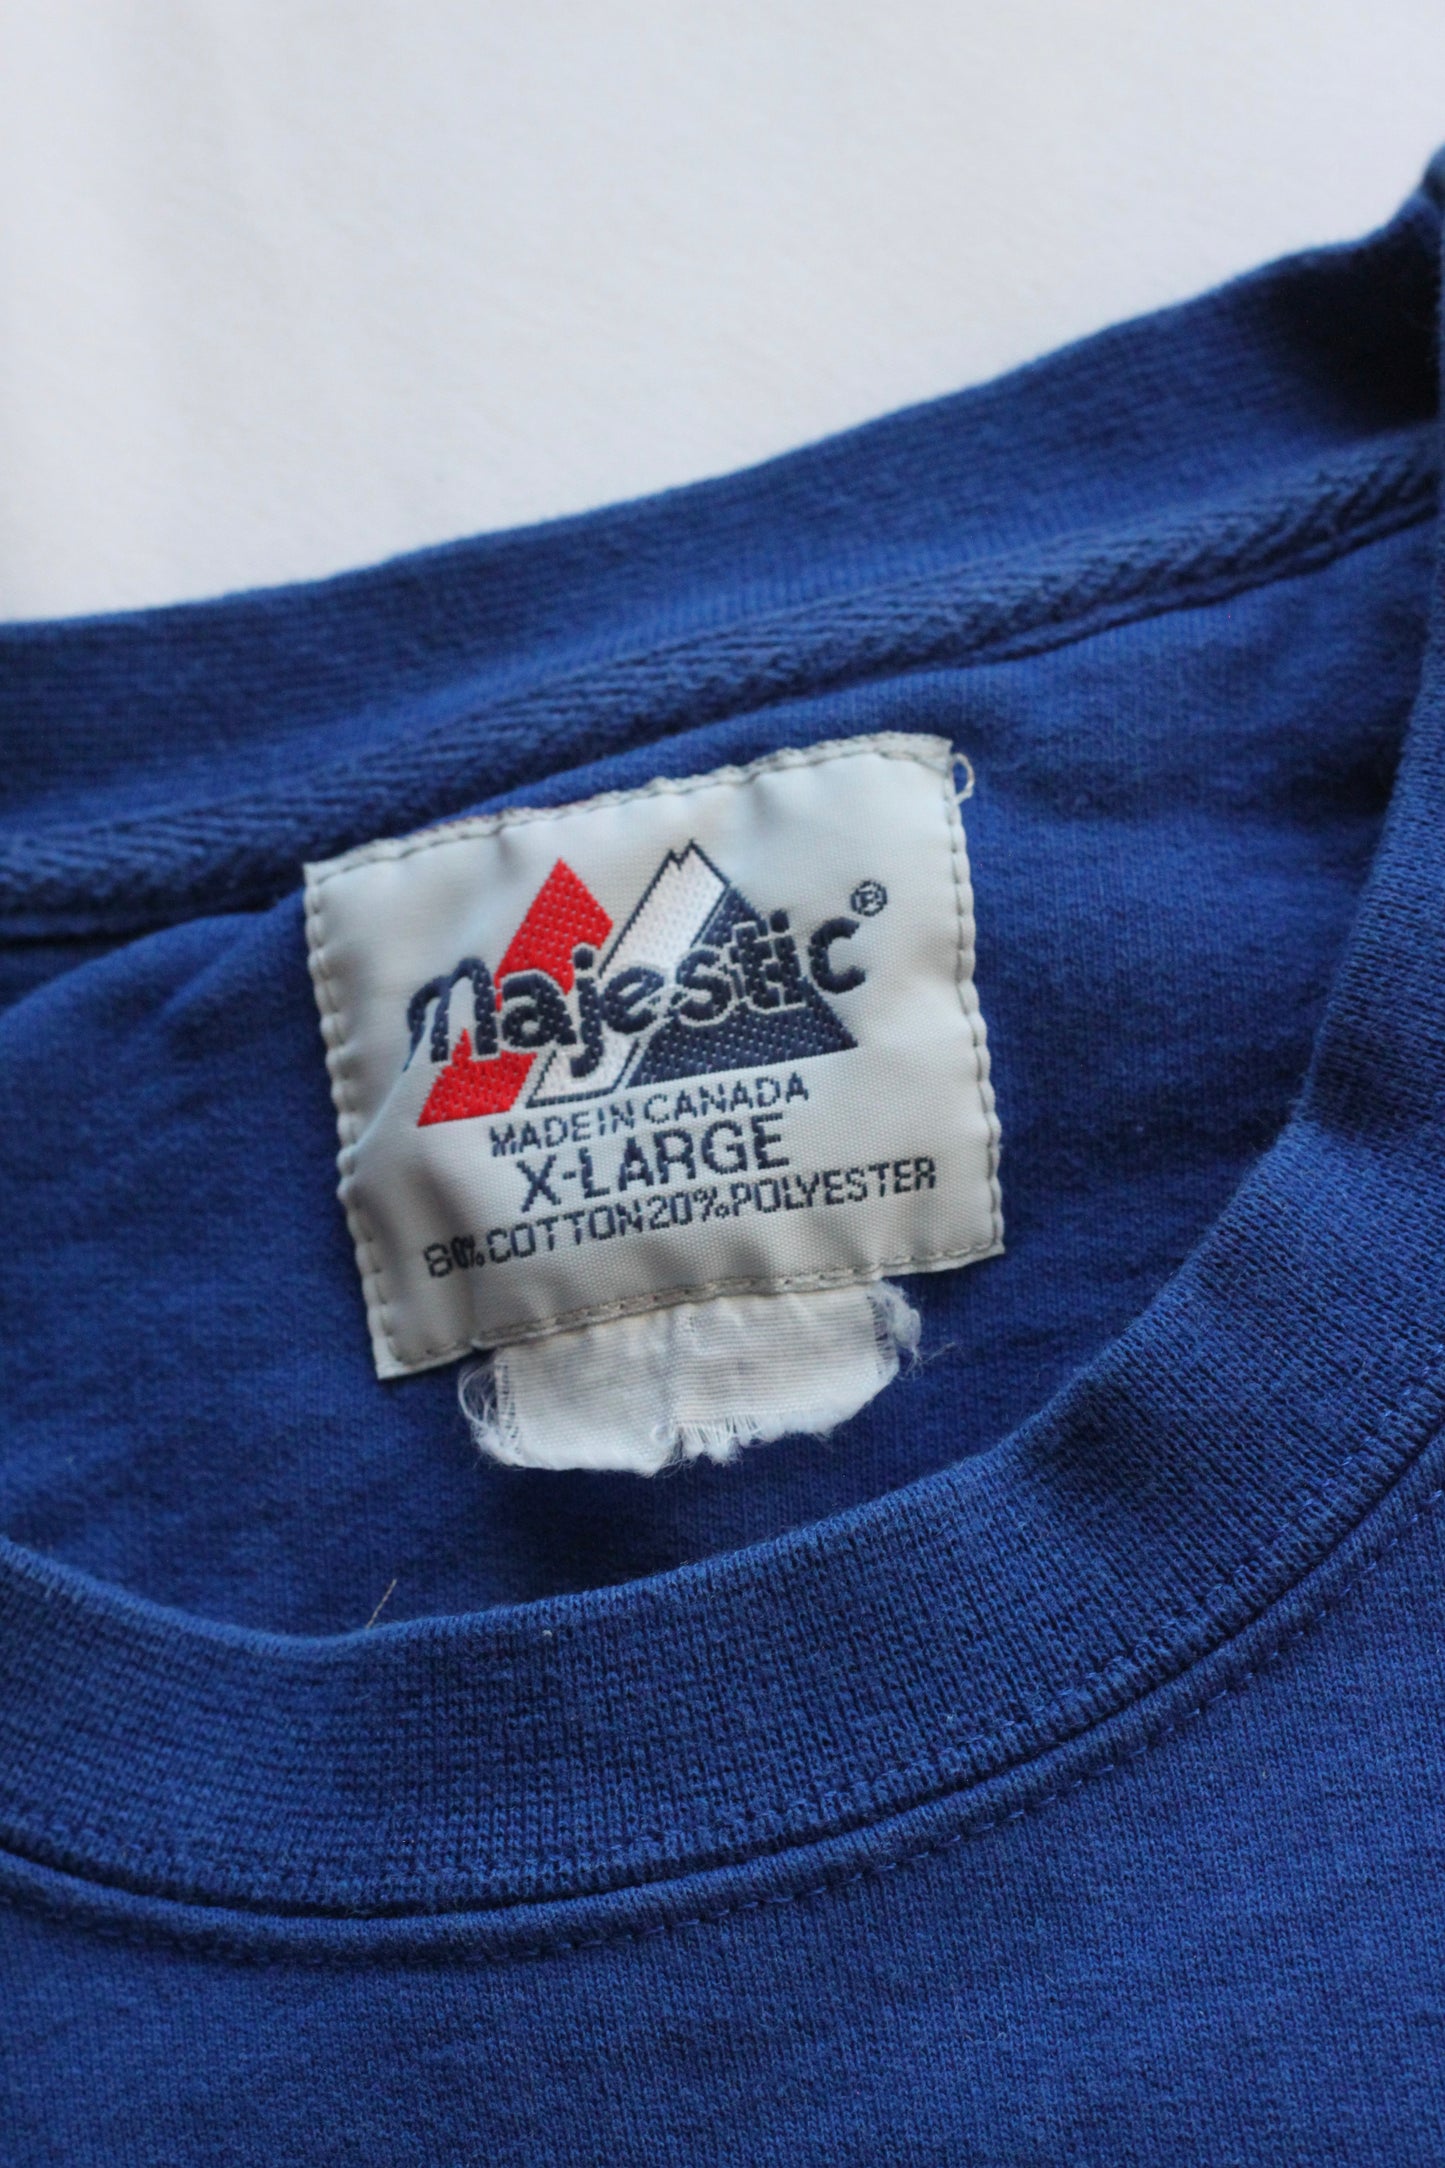 Majestic®
MADE IN CANADA
X-LARGE
80% COTTON 20% POLYESTER